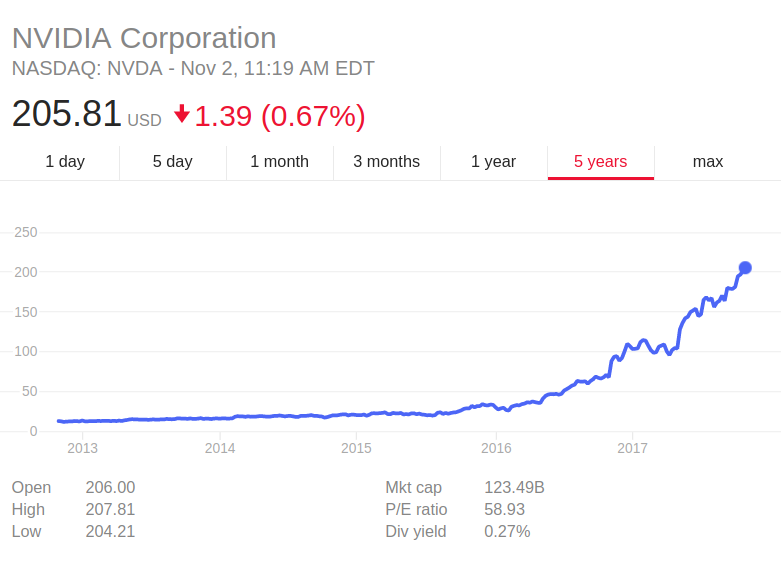 NVIDIA Corporation
NASDAQ: NVDA - Nov 2, 11:19 AM EDT
205.81 USD 1.39 (0.67%)
1 day 5 day 1 month 3 months 1 year 5 years max
250
200
150
100
50
0
2013 2014 2015 2016 2017
Open 206.00 Mkt cap 123.49B
High 207.81 P/E ratio 58.93
Low 204.21 Div yield 0.27%